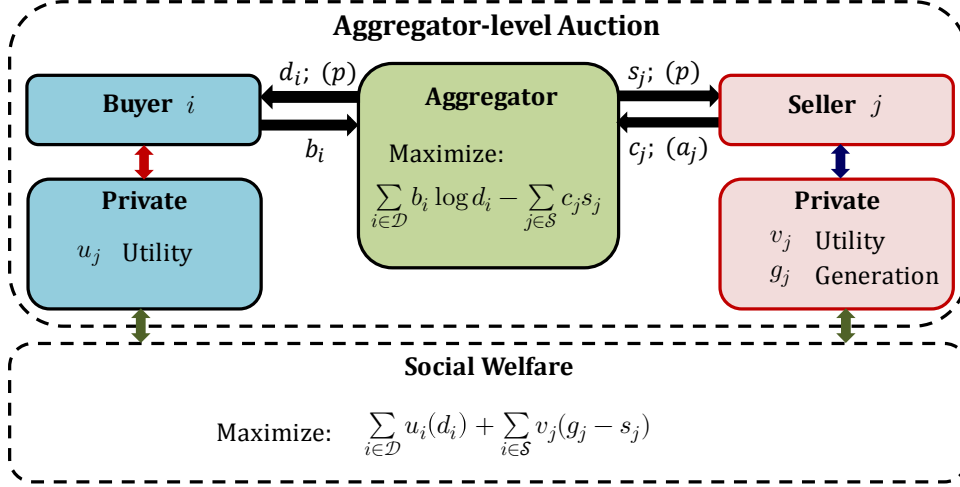 Aggregator-level Auction
d_i; (p)
s_j; (p)
Buyer i
Aggregator
Seller j
b_i
c_j; (a_j)
Maximize:
∑_{i∈𝒟} b_i log d_i − ∑_{j∈𝒮} c_j s_j
Private
u_j Utility
Private
v_j Utility
g_j Generation
Social Welfare
Maximize: ∑_{i∈𝒟} u_i(d_i) + ∑_{i∈𝒮} v_j(g_j − s_j)